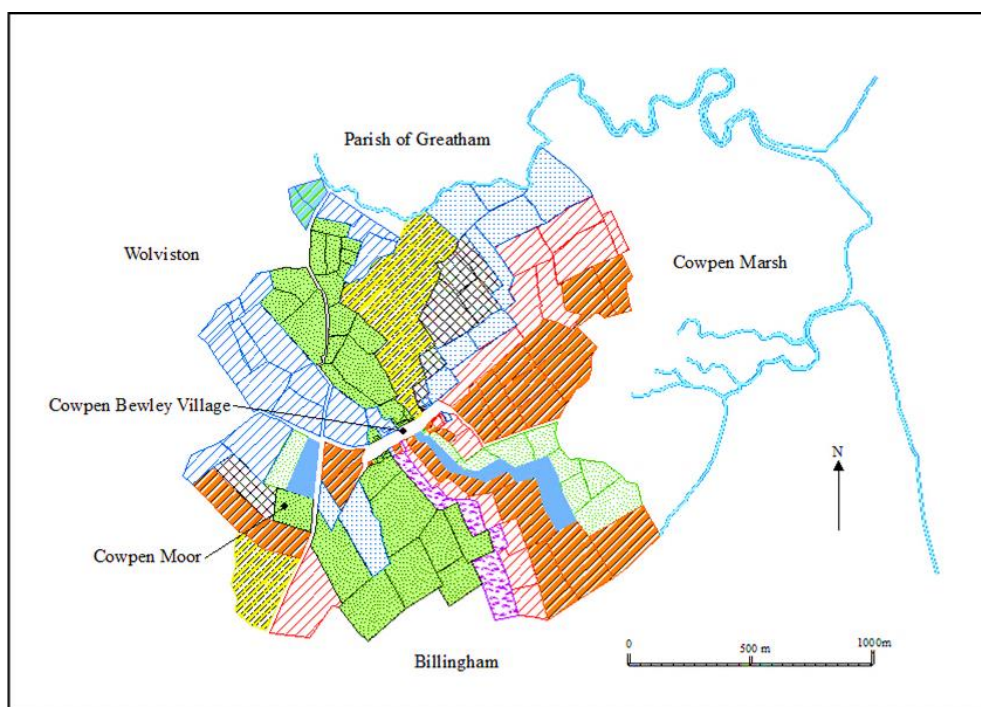 Parish of Greatham
Wolviston
Cowpen Marsh
Cowpen Bewley Village
N
Cowpen Moor
Billingham
0
500 m
1000m